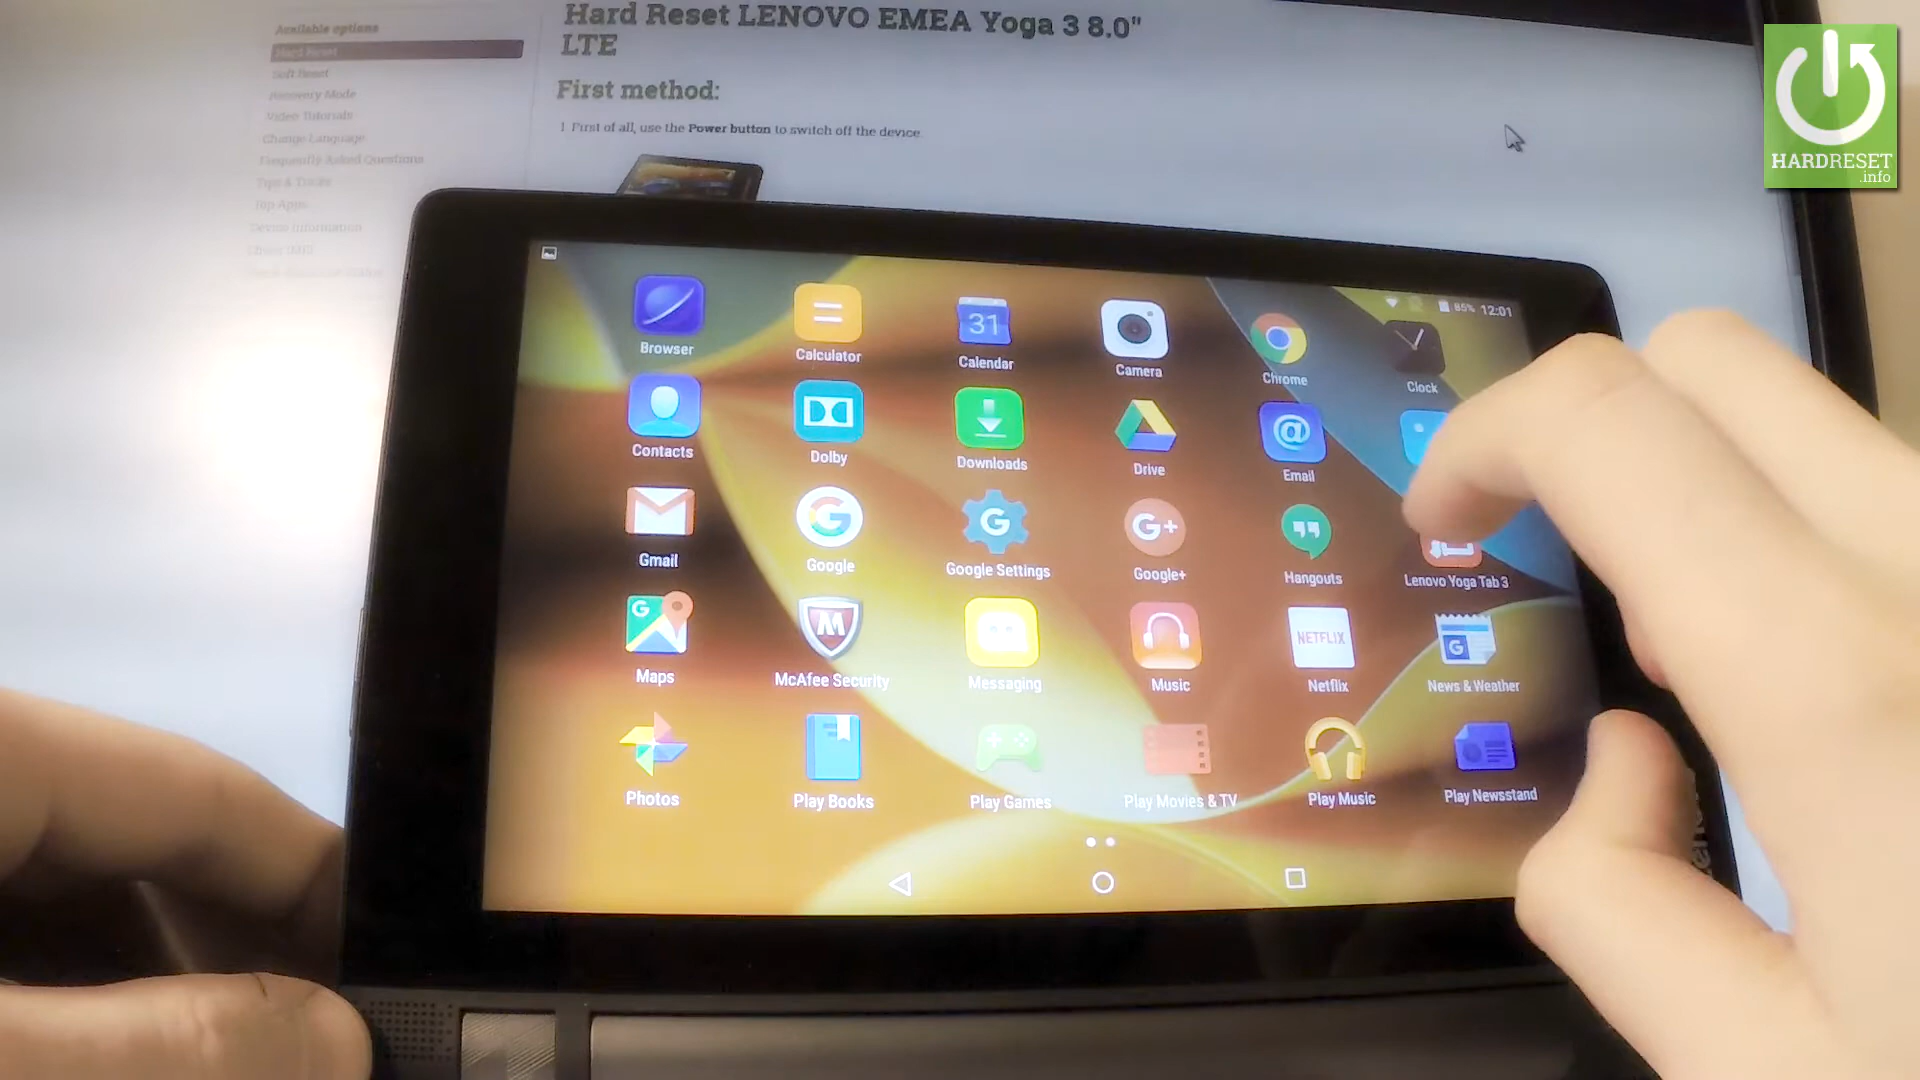 Available options
Hard Reset
Soft Reset
Recovery Mode
Video Tutorials
Change Language
Frequently Asked Questions
Tips & Tricks
Top Apps
Device Information
Hard Reset LENOVO EMEA Yoga 3 8.0"
LTE
First method:
1 First of all, use the Power button to switch off the device
HARDRESET
.info
85% 12:01
31
Browser
Calculator
Calendar
Camera
Chrome
Clock
Contacts
Dolby
Downloads
Drive
Email
G
G
G+
Gmail
Google
Google Settings
Google+
Hangouts
Lenovo Yoga Tab 3
G
M
NETFLIX
G
Maps
McAfee Security
Messaging
Music
Netflix
News & Weather
Photos
Play Books
Play Games
Play Movies & TV
Play Music
Play Newsstand